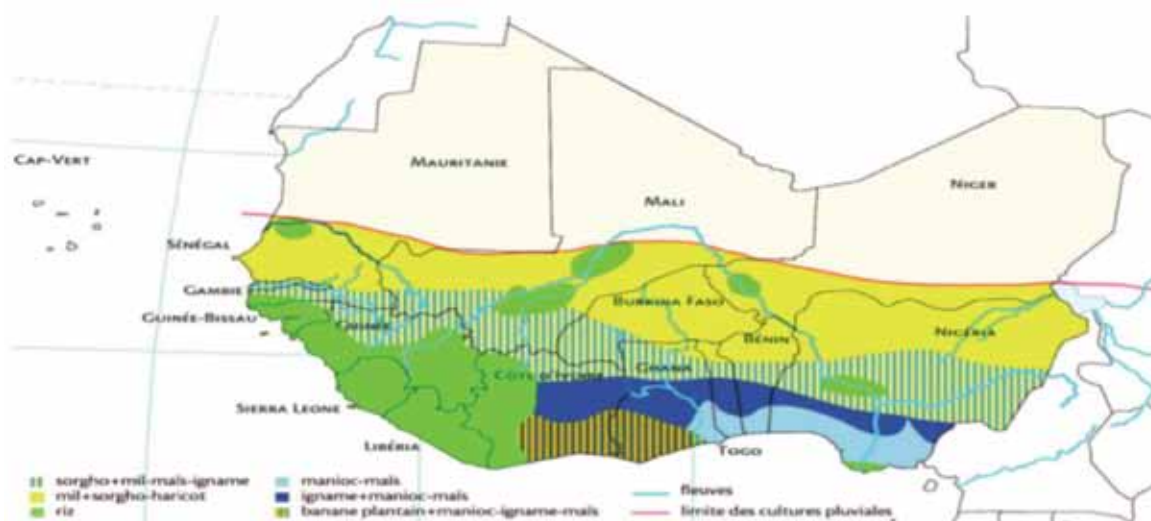 MAURITANIE
CAP-VERT
NIGER
MALI
SÉNÉGAL
GAMBIE
BURKINA FASO
GUINÉE-BISSAU
GUINÉE
NIGÉRIA
BÉNIN
GHANA
CÔTE D'IVOIRE
SIERRA LEONE
LIBÉRIA
TOGO
sorgho+mil-maïs-igname
mil+sorgho-haricot
riz
manioc-maïs
igname+manioc-maïs
banane plantain+manioc-igname-maïs
fleuves
limite des cultures pluviales